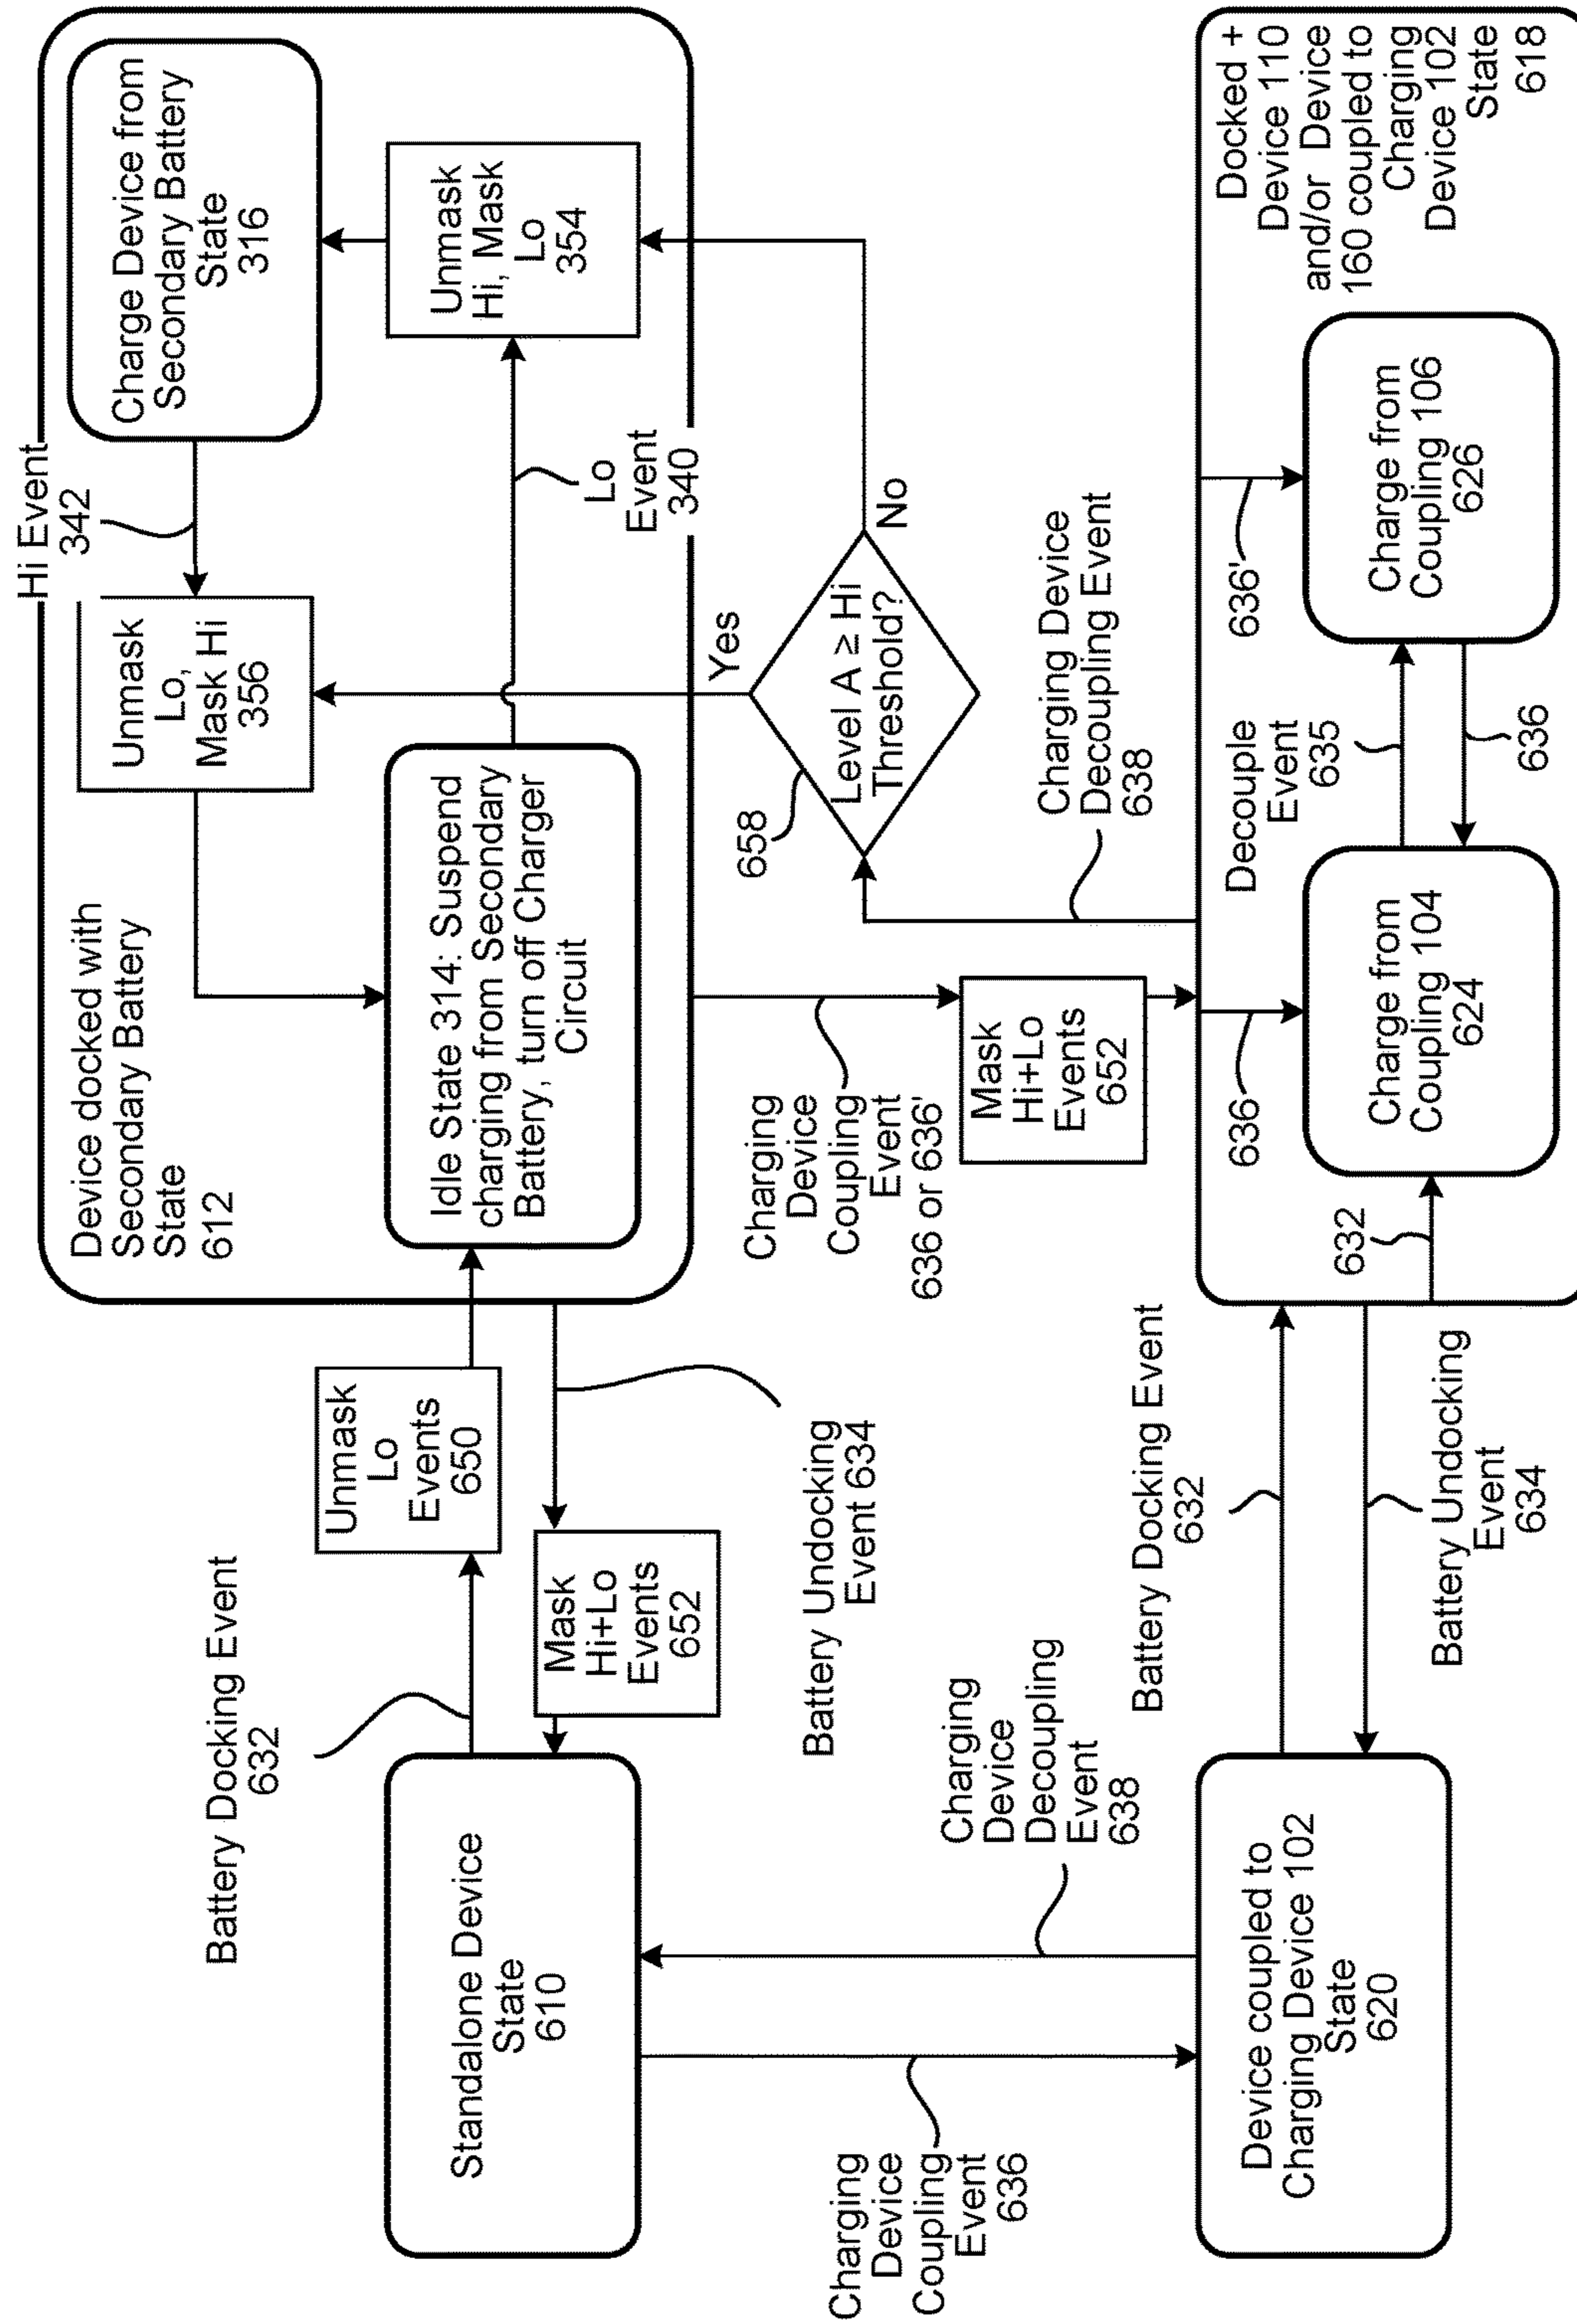 Hi Event
342
Device docked with
Secondary Battery
State
612
Unmask
Lo,
Mask Hi
356
Charge Device from
Secondary Battery
State
316
Battery Docking Event
632
Unmask
Lo
Events
650
Idle State 314: Suspend
charging from Secondary
Battery, turn off Charger
Circuit
Unmask
Hi, Mask
Lo
354
Lo
Event
340
Standalone Device
State
610
Mask
Hi+Lo
Events
652
Battery Undocking
Event 634
Charging
Device
Coupling
Event
636 or 636'
658
Level A ≥ Hi
Threshold?
Yes
No
Mask
Hi+Lo
Events
652
Charging Device
Decoupling Event
638
Charging
Device
Coupling
Event
636
Charging
Device
Decoupling
Event
638
Battery Docking Event
632
Device coupled to
Charging Device 102
State
620
Battery Undocking
Event
634
632
636
Decouple
Event
635
636'
Charge from
Coupling 104
624
636
Charge from
Coupling 106
626
Docked +
Device 110
and/or Device
160 coupled to
Charging
Device 102
State
618